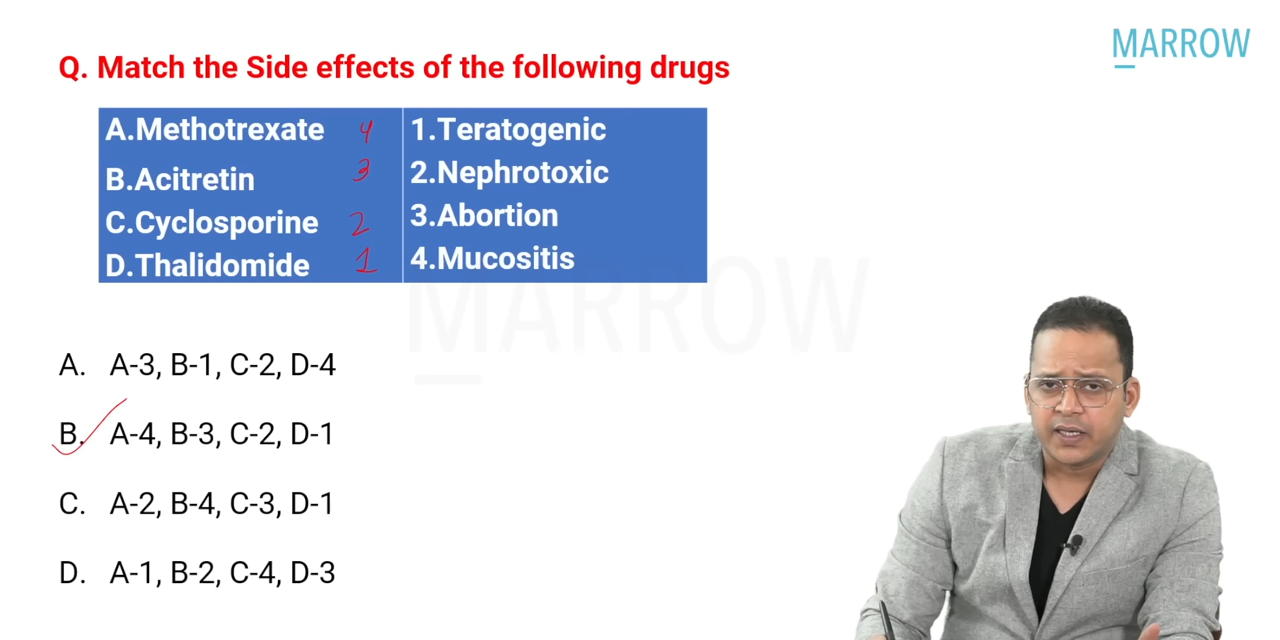 MARROW
Q. Match the Side effects of the following drugs
A.Methotrexate 4 1.Teratogenic
B.Acitretin 3 2.Nephrotoxic
C.Cyclosporine 2 3.Abortion
D.Thalidomide 1 4.Mucositis
MARROW
A. A-3, B-1, C-2, D-4
B. A-4, B-3, C-2, D-1
C. A-2, B-4, C-3, D-1
D. A-1, B-2, C-4, D-3